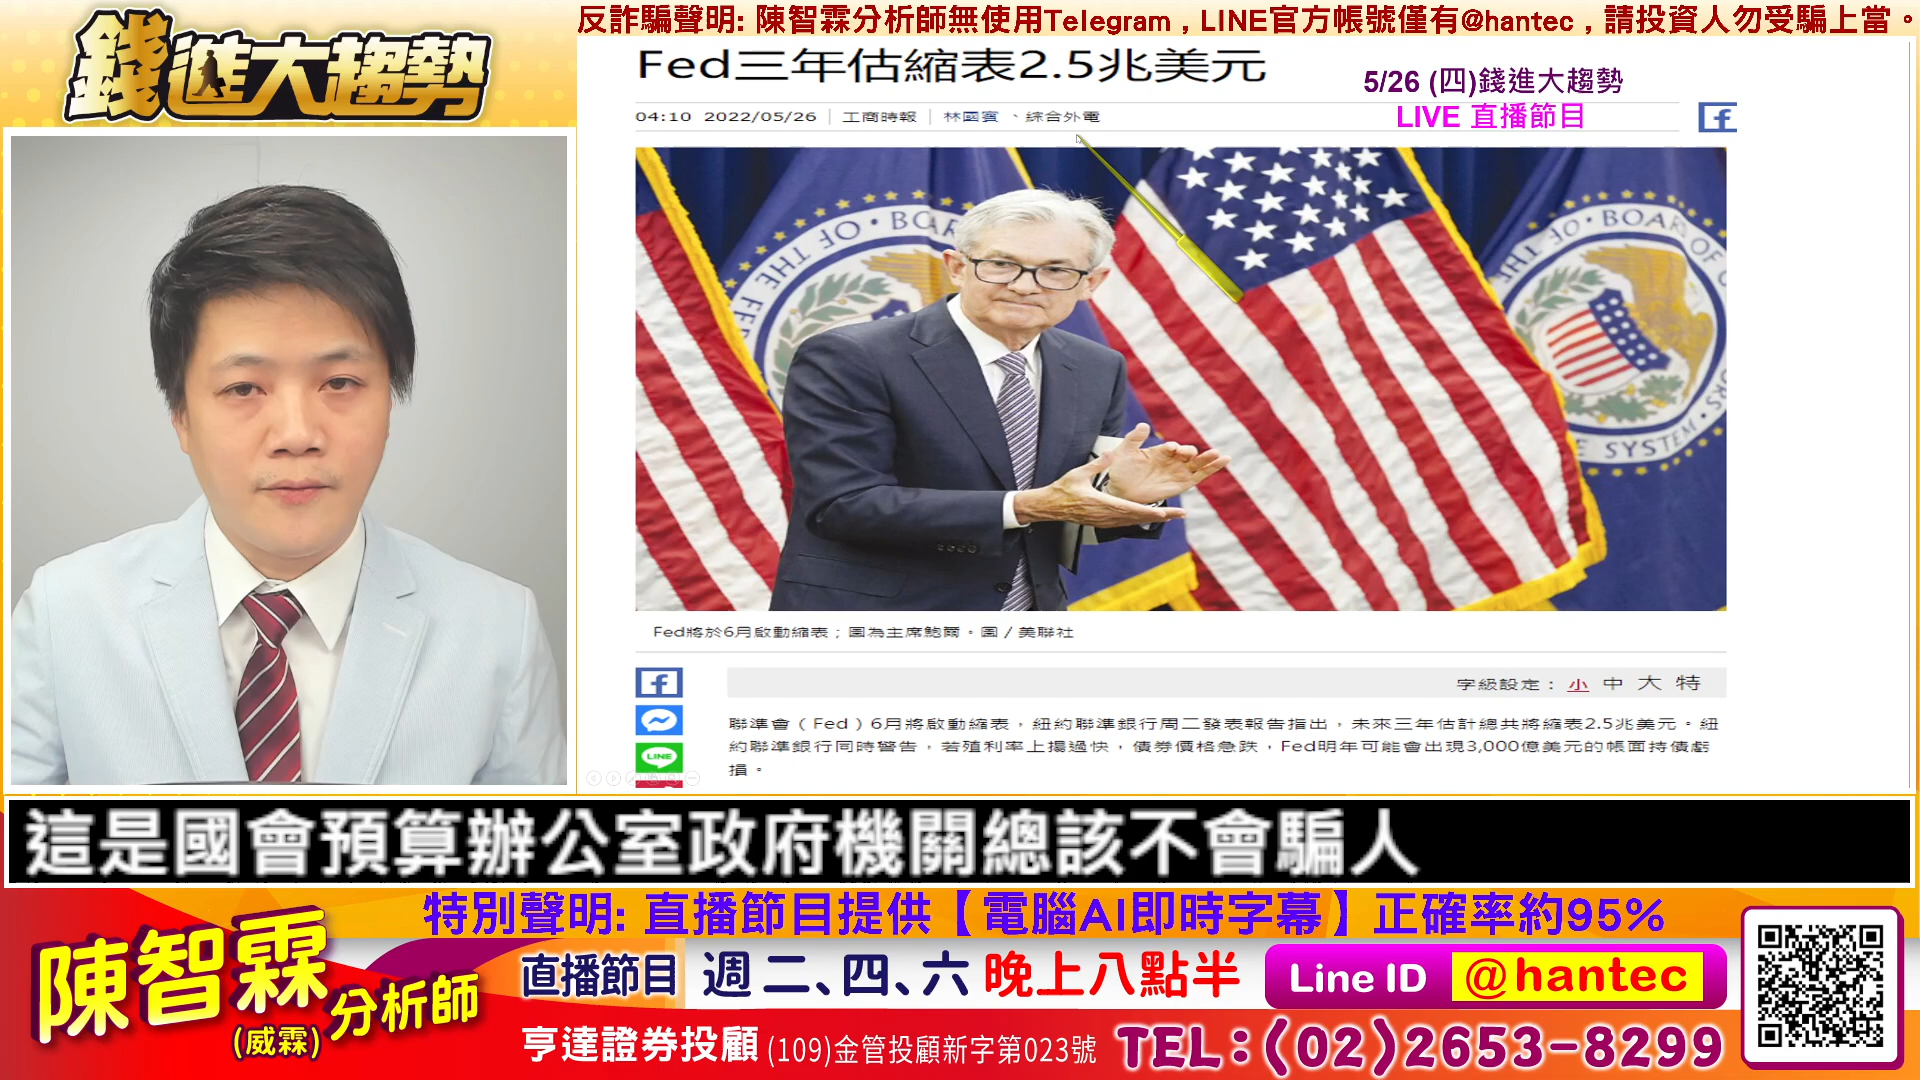 反詐騙聲明: 陳智霖分析師無使用Telegram , LINE官方帳號僅有@hantec , 請投資人勿受騙上當。
錢進大趨勢
Fed三年估縮表2.5兆美元
5/26 (四)錢進大趨勢
LIVE 直播節目
04:10 2022/05/26 | 工商時報 | 林國賓 、綜合外電
THE FE
OF · BOAR
THE
OF · BOARD OF G
E SYSTEM · SRO
Fed將於6月啟動縮表；圖為主席鮑爾。圖／美聯社
字級設定： 小 中 大 特
聯準會（Fed）6月將啟動縮表，紐約聯準銀行周二發表報告指出，未來三年估計總共將縮表2.5兆美元。紐
約聯準銀行同時警告，若殖利率上揚過快，債券價格急跌，Fed明年可能會出現3,000億美元的帳面持債虧
損。
LINE
這是國會預算辦公室政府機關總該不會騙人
特別聲明: 直播節目提供【電腦AI即時字幕】正確率約95%
陳智霖分析師
(威霖)
直播節目 週二、四、六 晚上八點半
Line ID @hantec
亨達證券投顧 (109)金管投顧新字第023號 TEL:(02)2653-8299